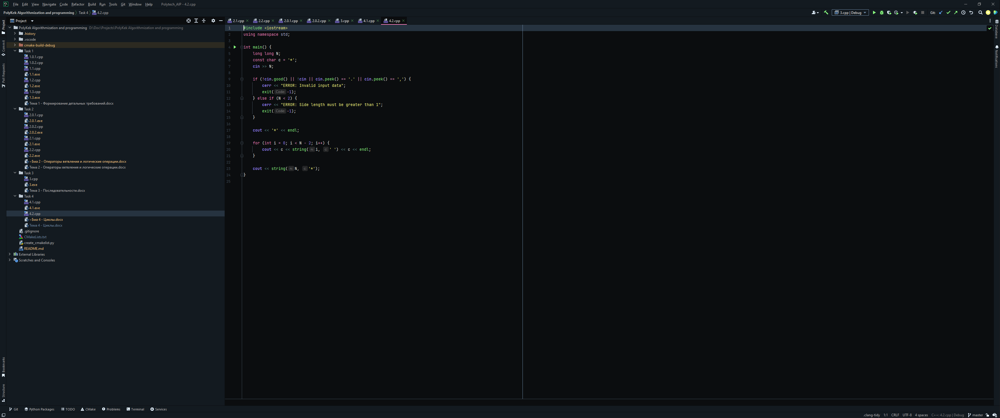 File Edit View Navigate Code Refactor Build Run Tools Git Window Help Polytech_AIP - 4.2.cpp
PolyKek Algorithmization and programming Task 4 4.2.cpp
3.cpp | Debug
Git:
Project
2.1.cpp 2.2.cpp 2.0.1.cpp 2.0.2.cpp 3.cpp 4.1.cpp 4.2.cpp
Project
Commit
Pull Requests
Bookmarks
Structure
PolyKek Algorithmization and programming D:\Doc\Projects\PolyKek Algorithmization and programming
.history
.vscode
cmake-build-debug
Task 1
1.0.1.cpp
1.0.2.cpp
1.1.cpp
1.1.exe
1.2.cpp
1.2.exe
1.3.cpp
1.3.exe
Тема 1 - Формирование детальных требований.docx
Task 2
2.0.1.cpp
2.0.1.exe
2.0.2.cpp
2.0.2.exe
2.1.cpp
2.1.exe
2.2.cpp
2.2.exe
~$ма 2 - Операторы ветвления и логические операции.docx
Тема 2 - Операторы ветвления и логические операции.docx
Task 3
3.cpp
3.exe
Тема 3 - Последовательности.docx
Task 4
4.1.cpp
4.1.exe
4.2.cpp
~$ма 4 - Циклы.docx
Тема 4 - Циклы.docx
.gitignore
CMakeLists.txt
create_cmakelist.py
README.md
External Libraries
Scratches and Consoles
1 #include <iostream>
2 using namespace std;
3
4 int main() {
5 long long N;
6 const char c = '*';
7 cin >> N;
8
9 if (!cin.good() || !cin || cin.peek() == '.' || cin.peek() == ',') {
10 cerr << "ERROR: Invalid input data";
11 exit( Code: -1);
12 } else if (N < 2) {
13 cerr << "ERROR: Side length must be greater than 1";
14 exit( Code: -1);
15 }
16
17 cout << '*' << endl;
18
19 for (int i = 0; i < N - 2; i++) {
20 cout << c << string( n: i, c: ' ') << c << endl;
21 }
22
23 cout << string( n: N, c: '*');
24 }
25
Database
Notifications
Git Python Packages TODO CMake Problems Terminal Services
.clang-tidy 1:1 CRLF UTF-8 4 spaces C++: 4.2.cpp | Debug master